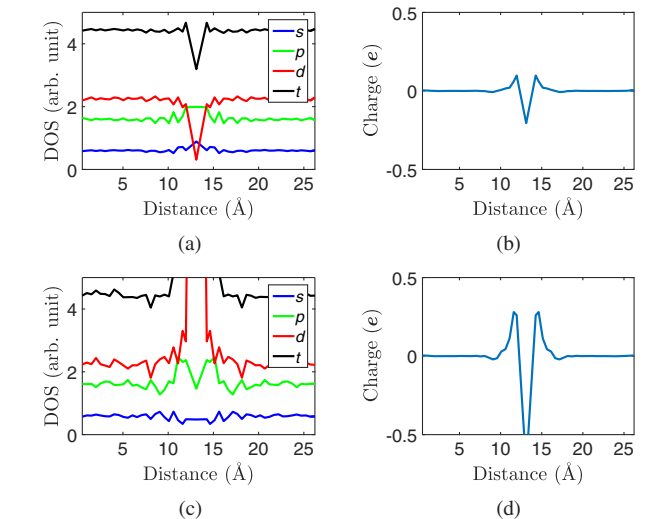 DOS (arb. unit)
4
2
0
s
p
d
t
5 10 15 20 25
Distance (Å)
(a)
Charge (e)
0.5
0
-0.5
5 10 15 20 25
Distance (Å)
(b)
DOS (arb. unit)
4
2
0
s
p
d
t
5 10 15 20 25
Distance (Å)
(c)
Charge (e)
0.5
0
-0.5
5 10 15 20 25
Distance (Å)
(d)